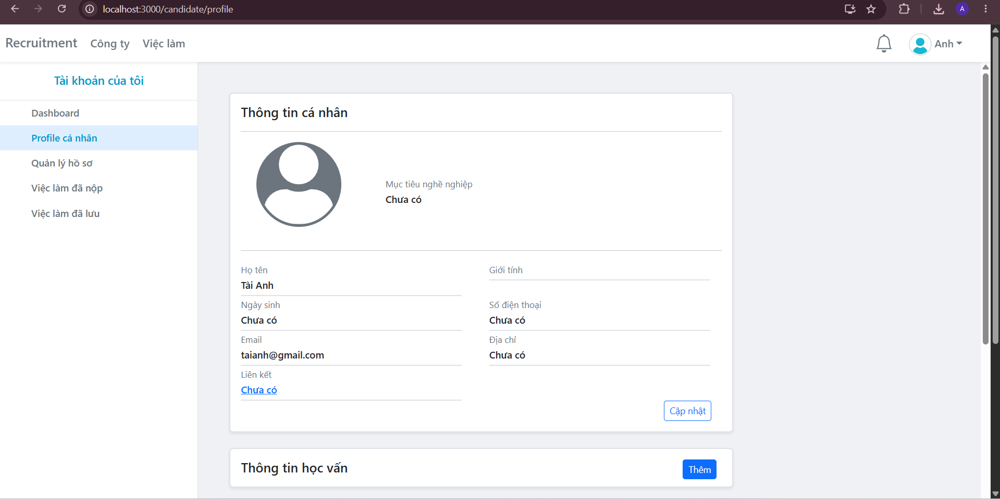 localhost:3000/candidate/profile
A
Recruitment Công ty Việc làm
Anh
Tài khoản của tôi
Dashboard
Profile cá nhân
Quản lý hồ sơ
Việc làm đã nộp
Việc làm đã lưu
Thông tin cá nhân
Mục tiêu nghề nghiệp
Chưa có
Họ tên
Tài Anh
Giới tính
Ngày sinh
Chưa có
Số điện thoại
Chưa có
Email
taianh@gmail.com
Địa chỉ
Chưa có
Liên kết
Chưa có
Cập nhật
Thông tin học vấn
Thêm